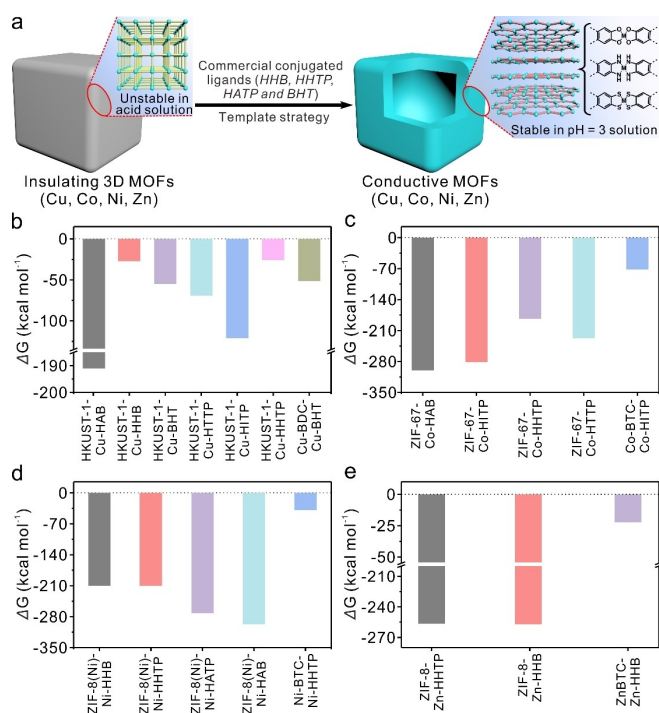 a
Unstable in
acid solution
Commercial conjugated
ligands (HHB, HHTP,
HATP and BHT)
Template strategy
Stable in pH = 3 solution
O O
M
O O
H H
N N
M
N N
H H
S S
M
S S
Insulating 3D MOFs
(Cu, Co, Ni, Zn)
Conductive MOFs
(Cu, Co, Ni, Zn)
b
ΔG (kcal mol⁻¹)
0
-50
-100
-190
-200
HKUST-1-
Cu-HAB
HKUST-1-
Cu-HHB
HKUST-1-
Cu-BHT
HKUST-1-
Cu-HTTP
HKUST-1-
Cu-HITP
HKUST-1-
Cu-HHTP
Cu-BDC-
Cu-BHT
c
ΔG (kcal mol⁻¹)
0
-70
-140
-210
-280
-350
ZIF-67-
Co-HAB
ZIF-67-
Co-HITP
ZIF-67-
Co-HHTP
ZIF-67-
Co-HTTP
Co-BTC-
Co-HITP
d
ΔG (kcal mol⁻¹)
0
-70
-140
-210
-280
-350
ZIF-8(Ni)-
Ni-HHB
ZIF-8(Ni)-
Ni-HHTP
ZIF-8(Ni)-
Ni-HATP
ZIF-8(Ni)-
Ni-HAB
Ni-BTC-
Ni-HHTP
e
ΔG (kcal mol⁻¹)
0
-25
-50
-240
-270
ZIF-8-
Zn-HHTP
ZIF-8-
Zn-HHB
ZnBTC-
Zn-HHB